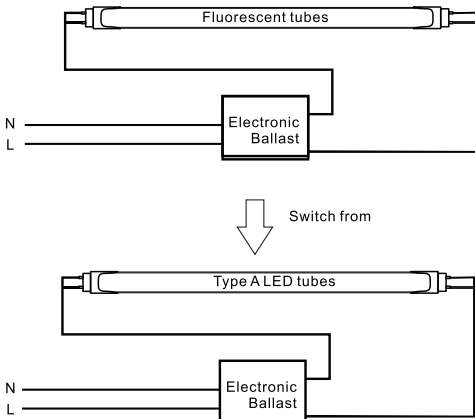 Fluorescent tubes
Electronic
Ballast
N
L
Switch from
Type A LED tubes
Electronic
Ballast
N
L